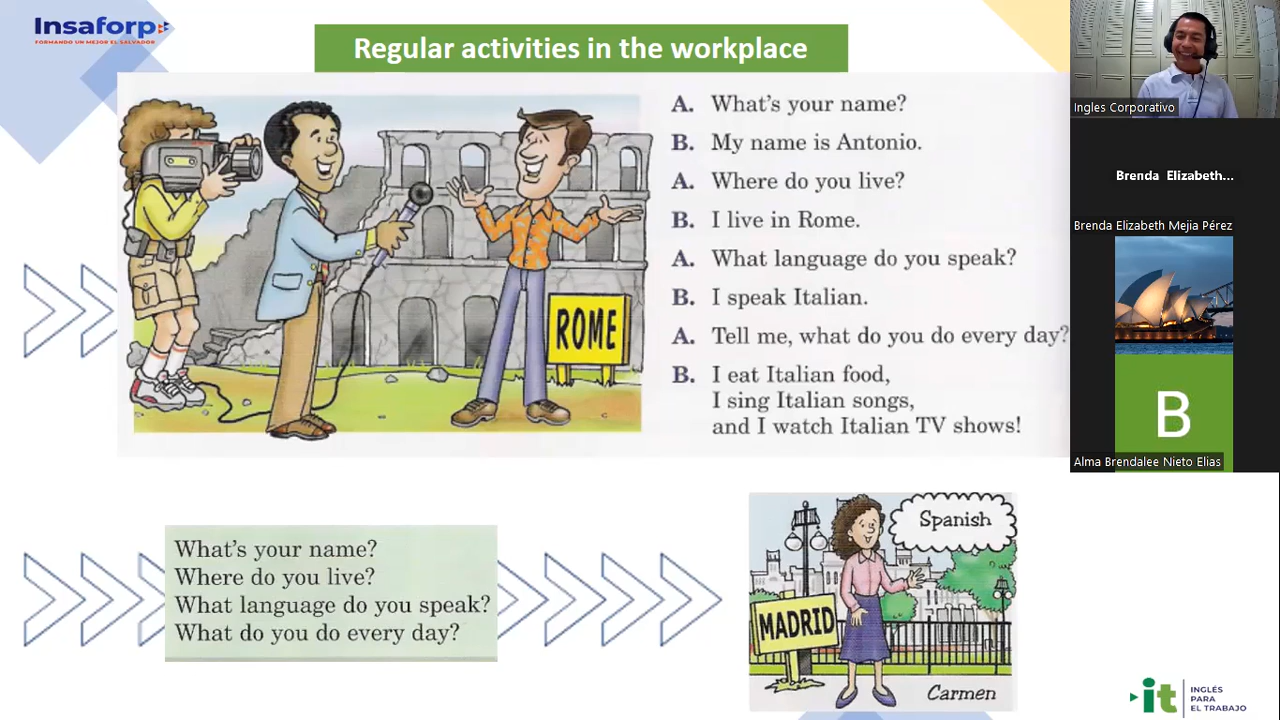 Insaforp
FORMANDO UN MEJOR EL SALVADOR
Regular activities in the workplace
A. What's your name?
B. My name is Antonio.
A. Where do you live?
B. I live in Rome.
A. What language do you speak?
B. I speak Italian.
A. Tell me, what do you do every day?
B. I eat Italian food,
I sing Italian songs,
and I watch Italian TV shows!
ROME
What's your name?
Where do you live?
What language do you speak?
What do you do every day?
Spanish
MADRID
Carmen
Ingles Corporativo
Brenda Elizabeth...
Brenda Elizabeth Mejia Pérez
B
Alma Brendalee Nieto Elias
it
INGLÉS
PARA
EL TRABAJO